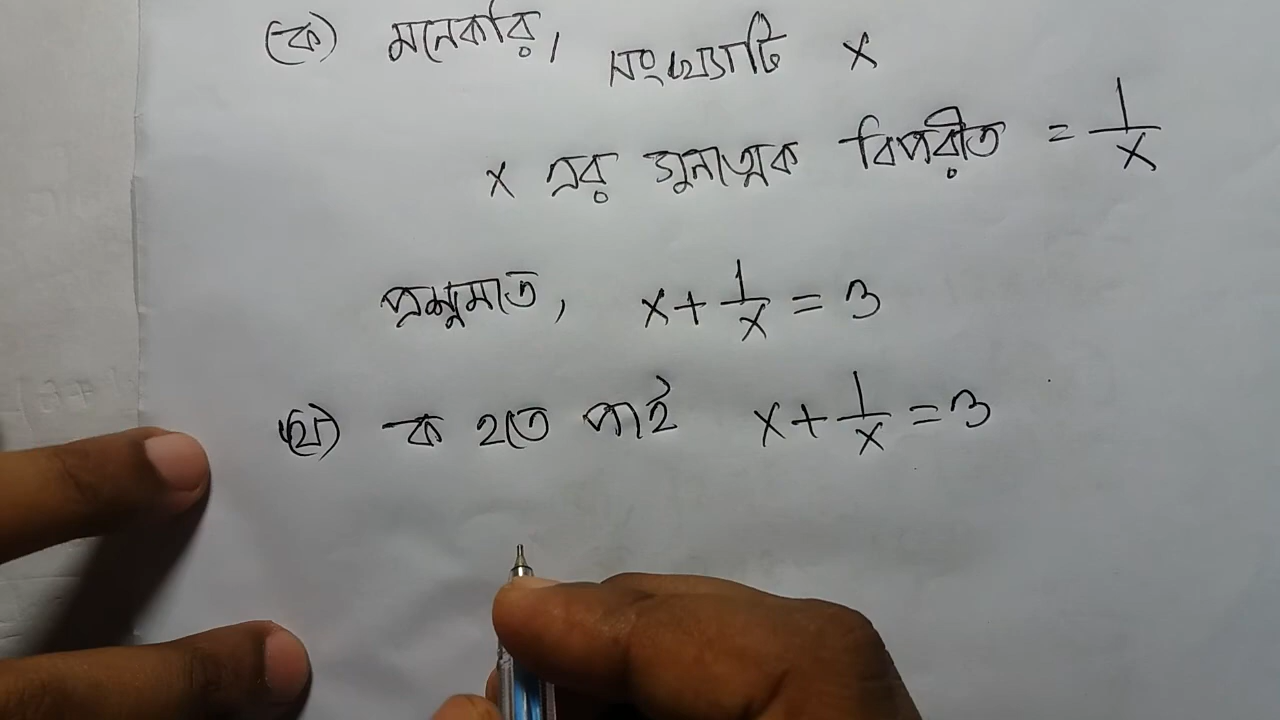 (ক) মনেকরি, সংখ্যাটি x
x এর গুনাত্মক বিপরীত = 1/x
প্রশ্নমতে, x + 1/x = 3
(খ) ক হতে পাই x + 1/x = 3